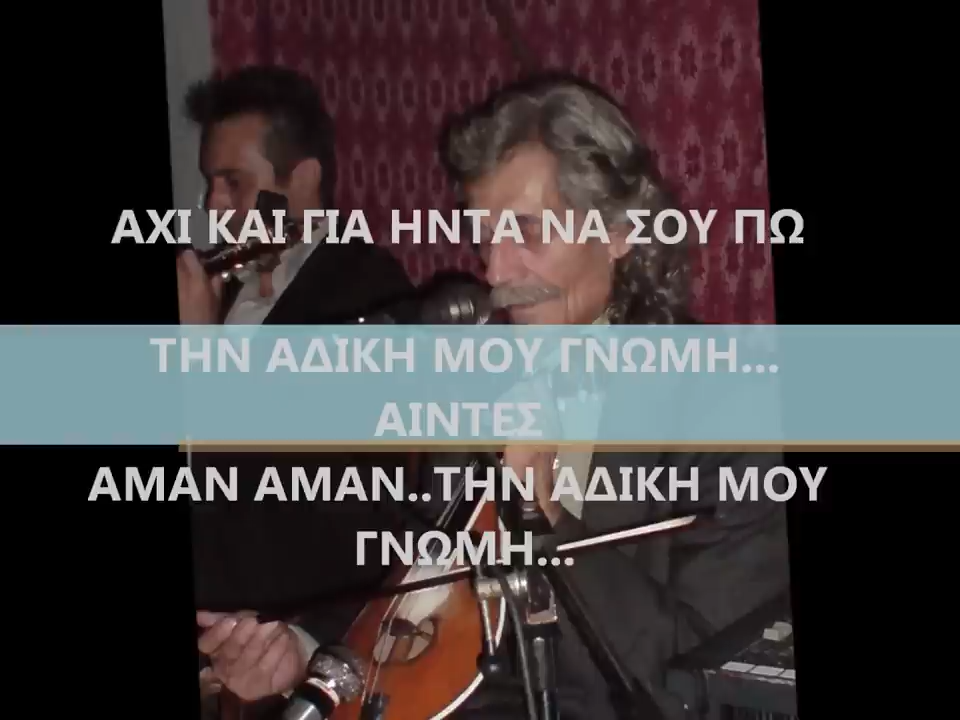 ΑΧΙ ΚΑΙ ΓΙΑ ΗΝΤΑ ΝΑ ΣΟΥ ΠΩ
ΤΗΝ ΑΔΙΚΗ ΜΟΥ ΓΝΩΜΗ...
ΑΙΝΤΕΣ
ΑΜΑΝ ΑΜΑΝ..ΤΗΝ ΑΔΙΚΗ ΜΟΥ
ΓΝΩΜΗ...